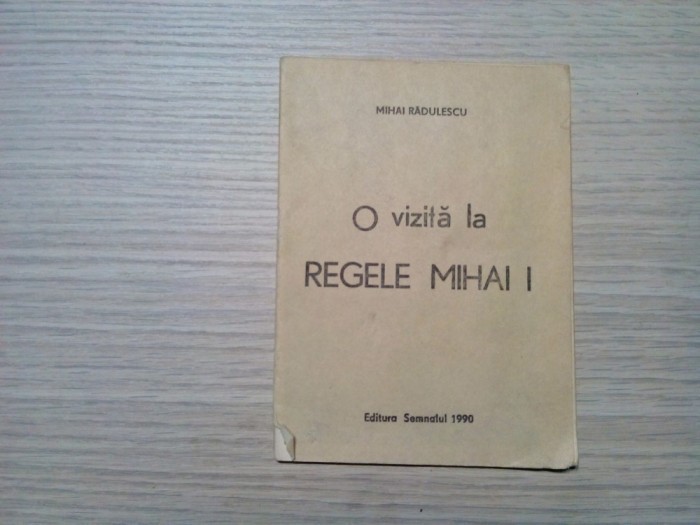 MIHAI RĂDULESCU
O vizită la
REGELE MIHAI I
Editura Semnalul 1990